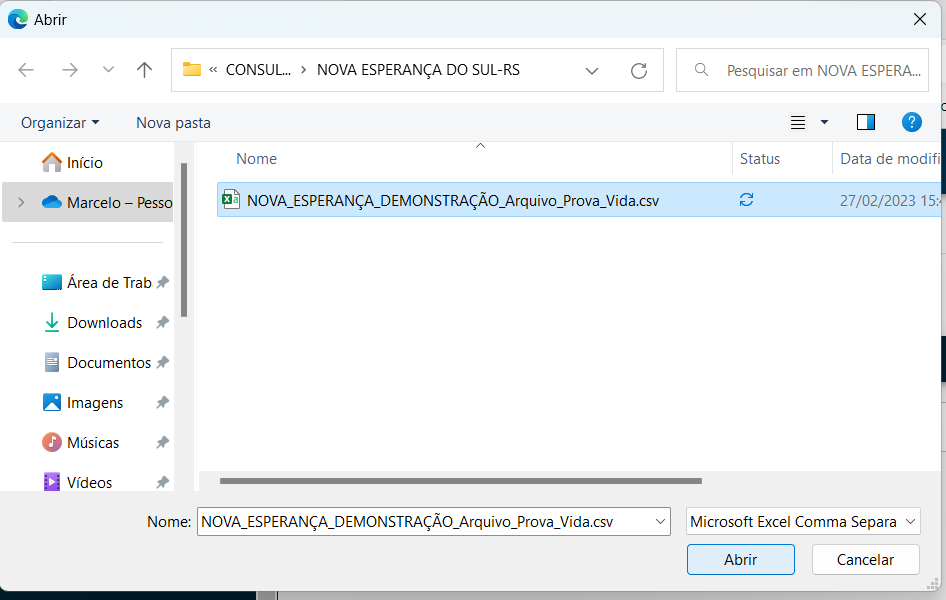 Abrir
« CONSUL... › NOVA ESPERANÇA DO SUL-RS
Pesquisar em NOVA ESPERA...
Organizar
Nova pasta
?
Início
Marcelo – Pesso
Área de Trab
Downloads
Documentos
Imagens
Músicas
Vídeos
Nome
Status
Data de modifi
NOVA_ESPERANÇA_DEMONSTRAÇÃO_Arquivo_Prova_Vida.csv
27/02/2023 15:4
Nome:
NOVA_ESPERANÇA_DEMONSTRAÇÃO_Arquivo_Prova_Vida.csv
Microsoft Excel Comma Separa
Abrir
Cancelar